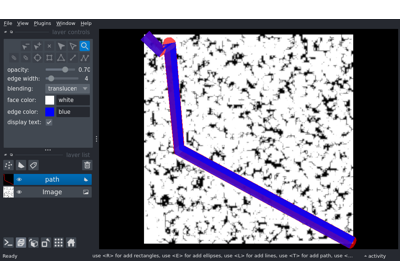 File View Plugins Window Help
layer controls
opacity: 0.70
edge width: 4
blending: translucen
face color: white
edge color: blue
display text:
layer list
path
Image
Ready
use <R> for add rectangles, use <E> for add ellipses, use <L> for add lines, use <T> for add path, use <... activity